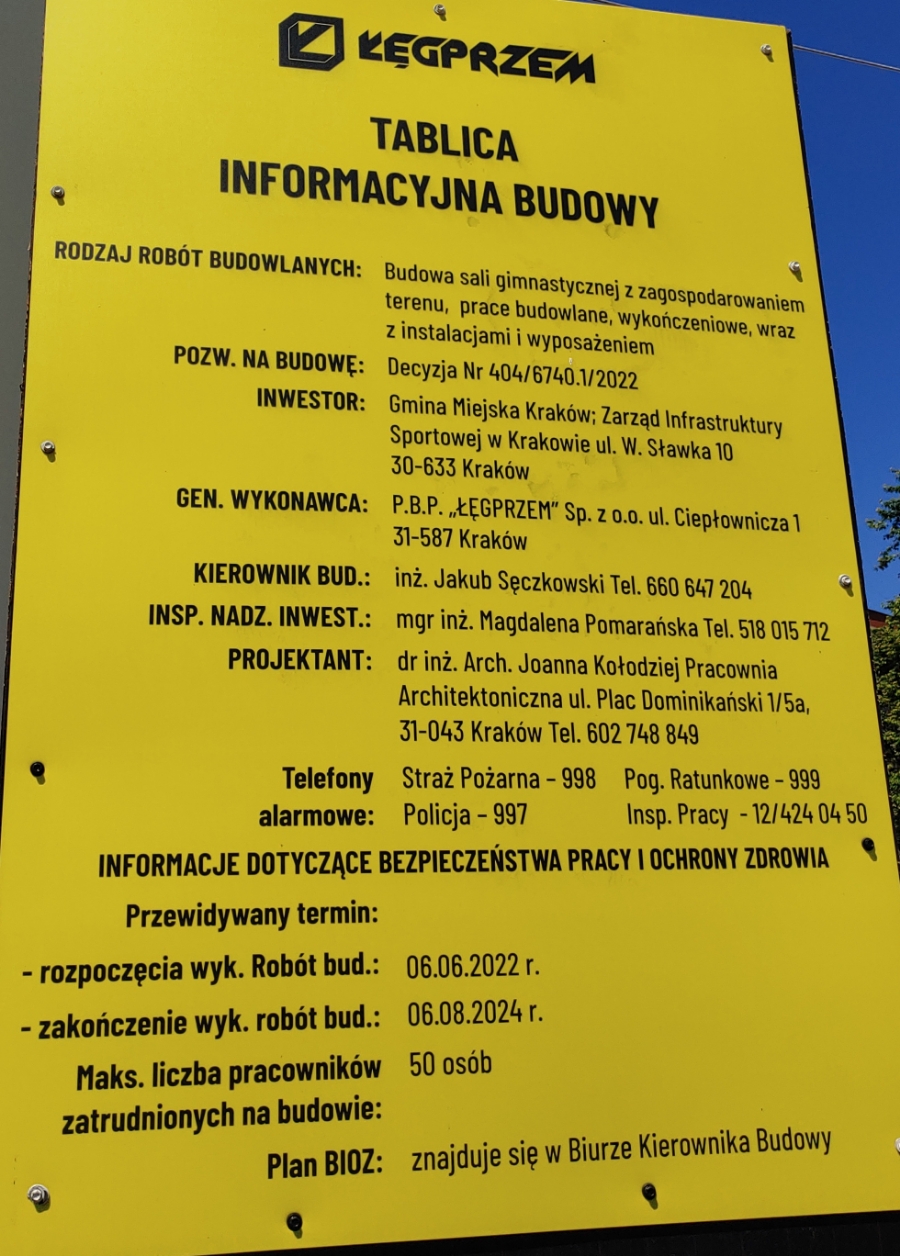 ŁĘGPRZEM
TABLICA
INFORMACYJNA BUDOWY
RODZAJ ROBÓT BUDOWLANYCH: Budowa sali gimnastycznej z zagospodarowaniem
terenu, prace budowlane, wykończeniowe, wraz
z instalacjami i wyposażeniem
POZW. NA BUDOWĘ: Decyzja Nr 404/6740.1/2022
INWESTOR: Gmina Miejska Kraków; Zarząd Infrastruktury
Sportowej w Krakowie ul. W. Sławka 10
30-633 Kraków
GEN. WYKONAWCA: P.B.P. „ŁĘGPRZEM" Sp. z o.o. ul. Ciepłownicza 1
31-587 Kraków
KIEROWNIK BUD.: inż. Jakub Sęczkowski Tel. 660 647 204
INSP. NADZ. INWEST.: mgr inż. Magdalena Pomarańska Tel. 518 015 712
PROJEKTANT: dr inż. Arch. Joanna Kołodziej Pracownia
Architektoniczna ul. Plac Dominikański 1/5a,
31-043 Kraków Tel. 602 748 849
Telefony Straż Pożarna – 998 Pog. Ratunkowe – 999
alarmowe: Policja – 997 Insp. Pracy - 12/424 04 50
INFORMACJE DOTYCZĄCE BEZPIECZEŃSTWA PRACY I OCHRONY ZDROWIA
Przewidywany termin:
- rozpoczęcia wyk. Robót bud.: 06.06.2022 r.
- zakończenie wyk. robót bud.: 06.08.2024 r.
Maks. liczba pracowników 50 osób
zatrudnionych na budowie:
Plan BIOZ: znajduje się w Biurze Kierownika Budowy